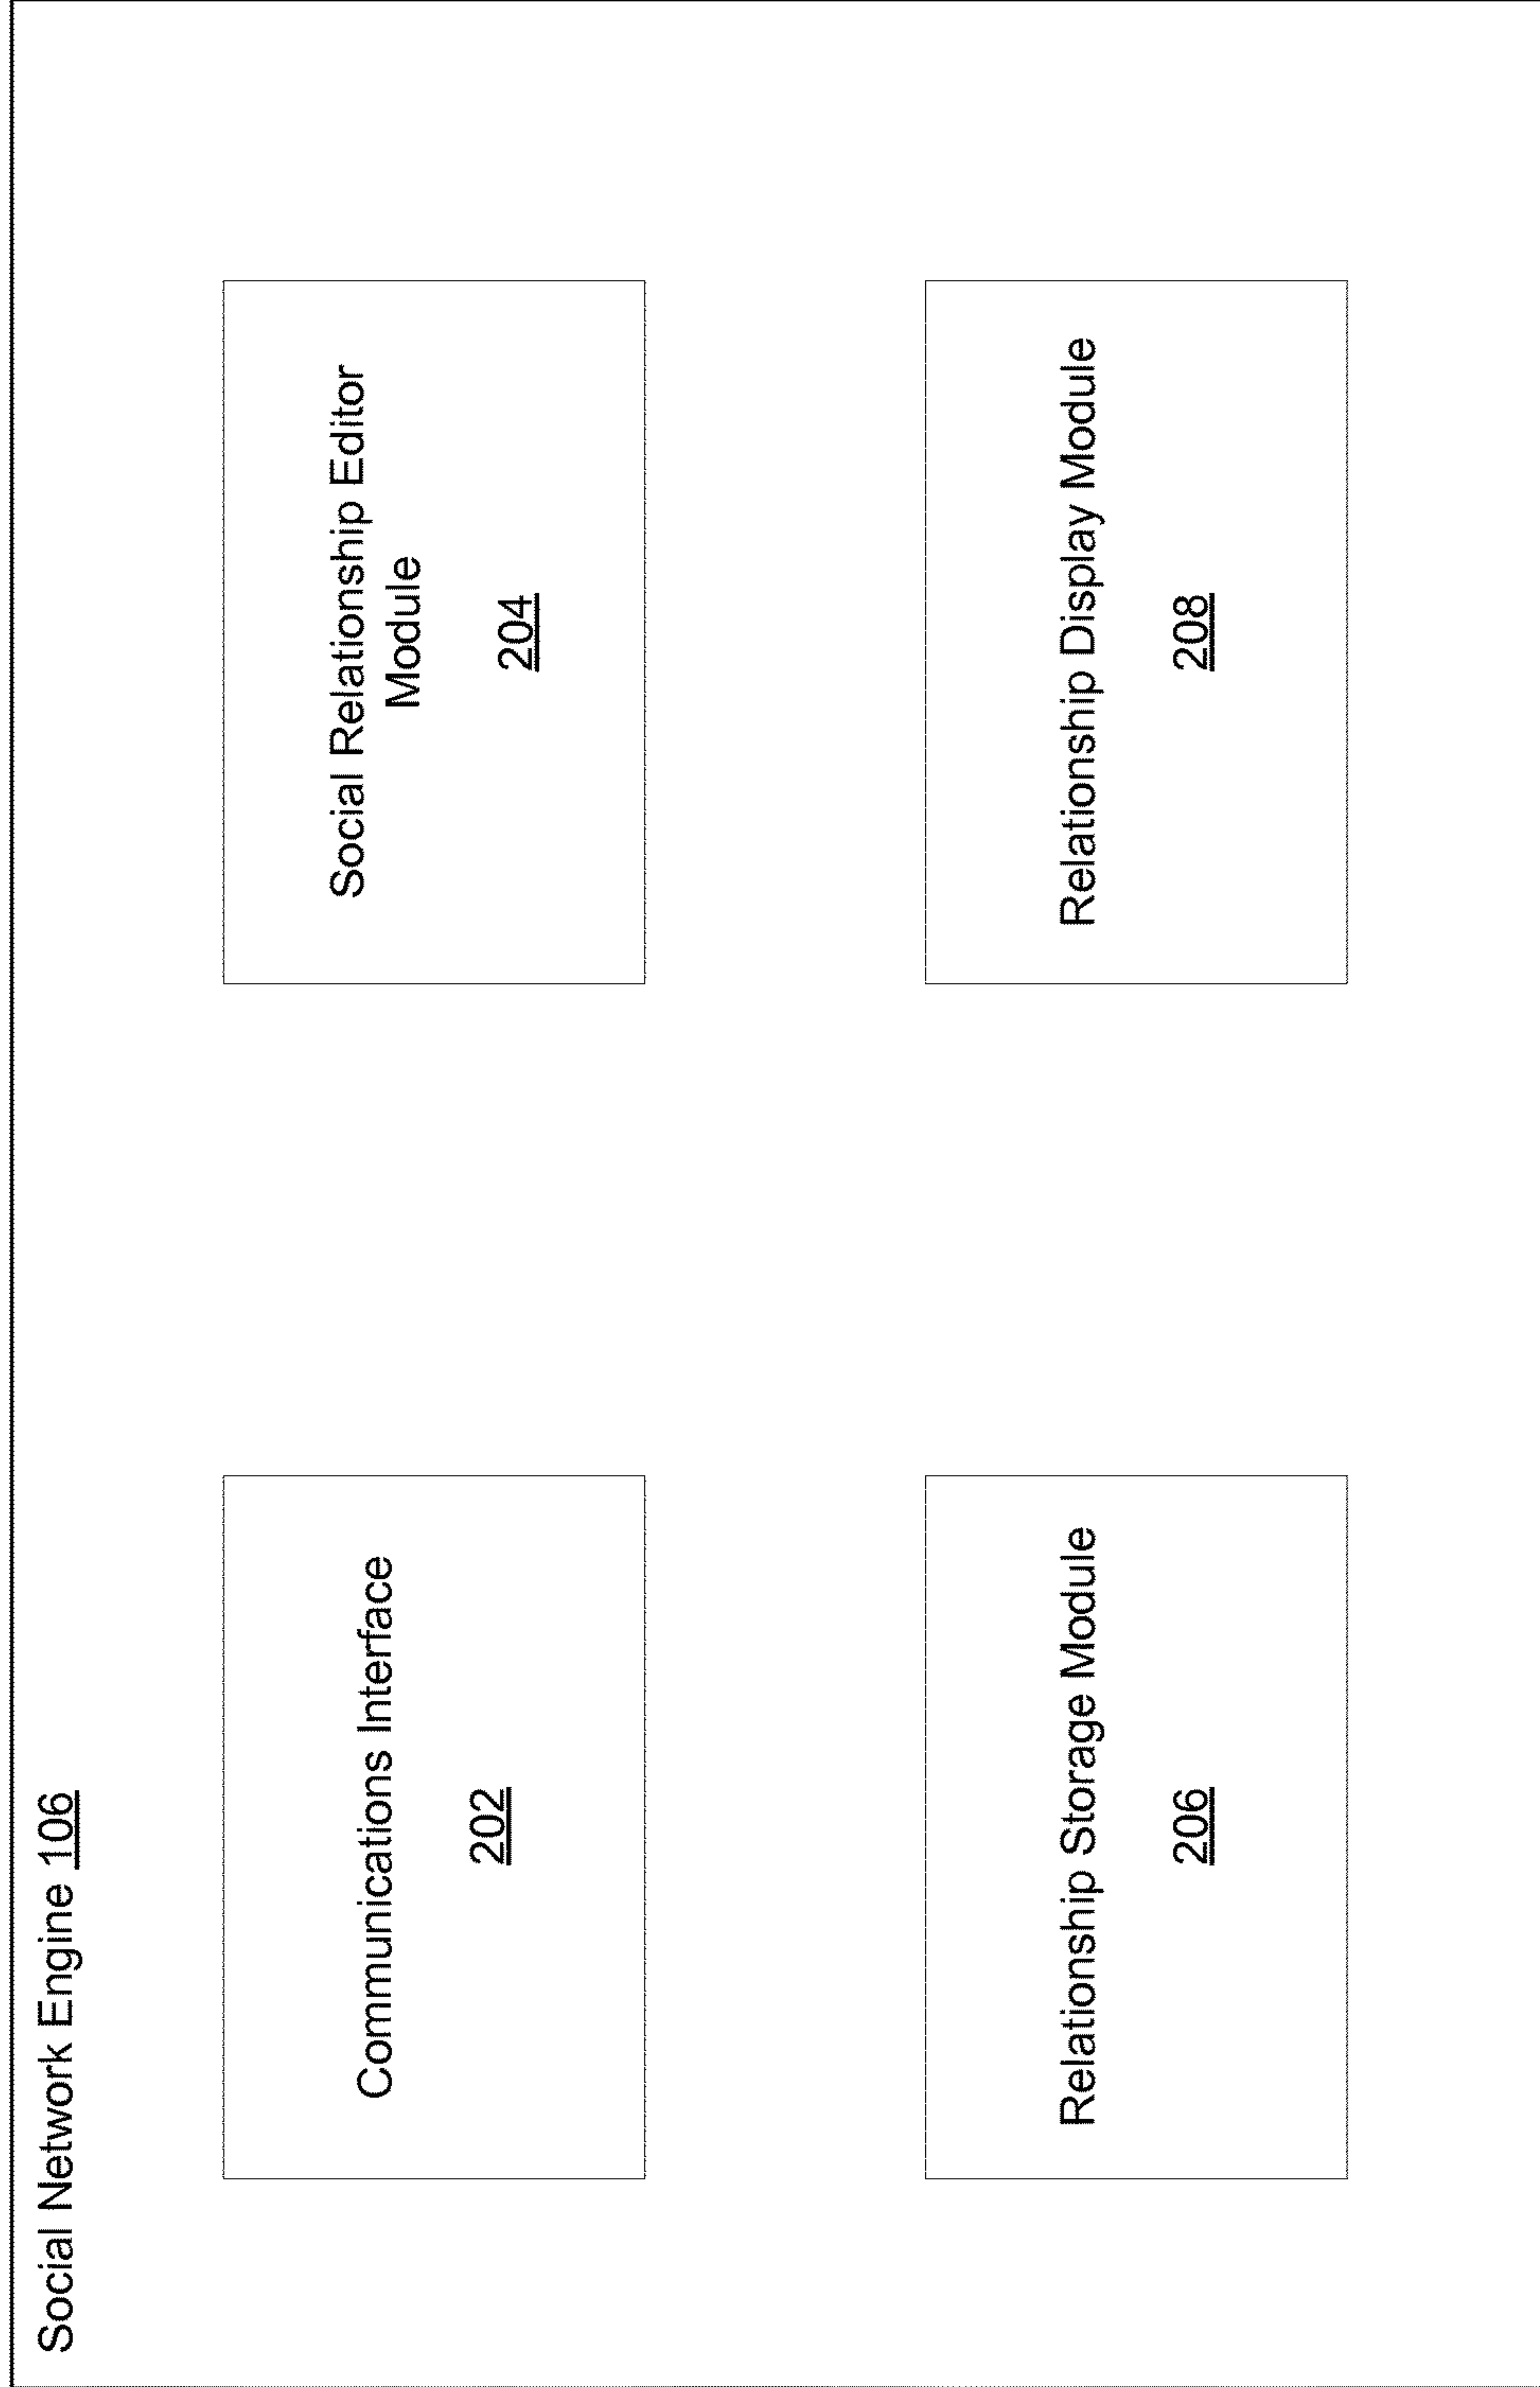 Social Network Engine 106
Communications Interface
202
Social Relationship Editor
Module
204
Relationship Storage Module
206
Relationship Display Module
208